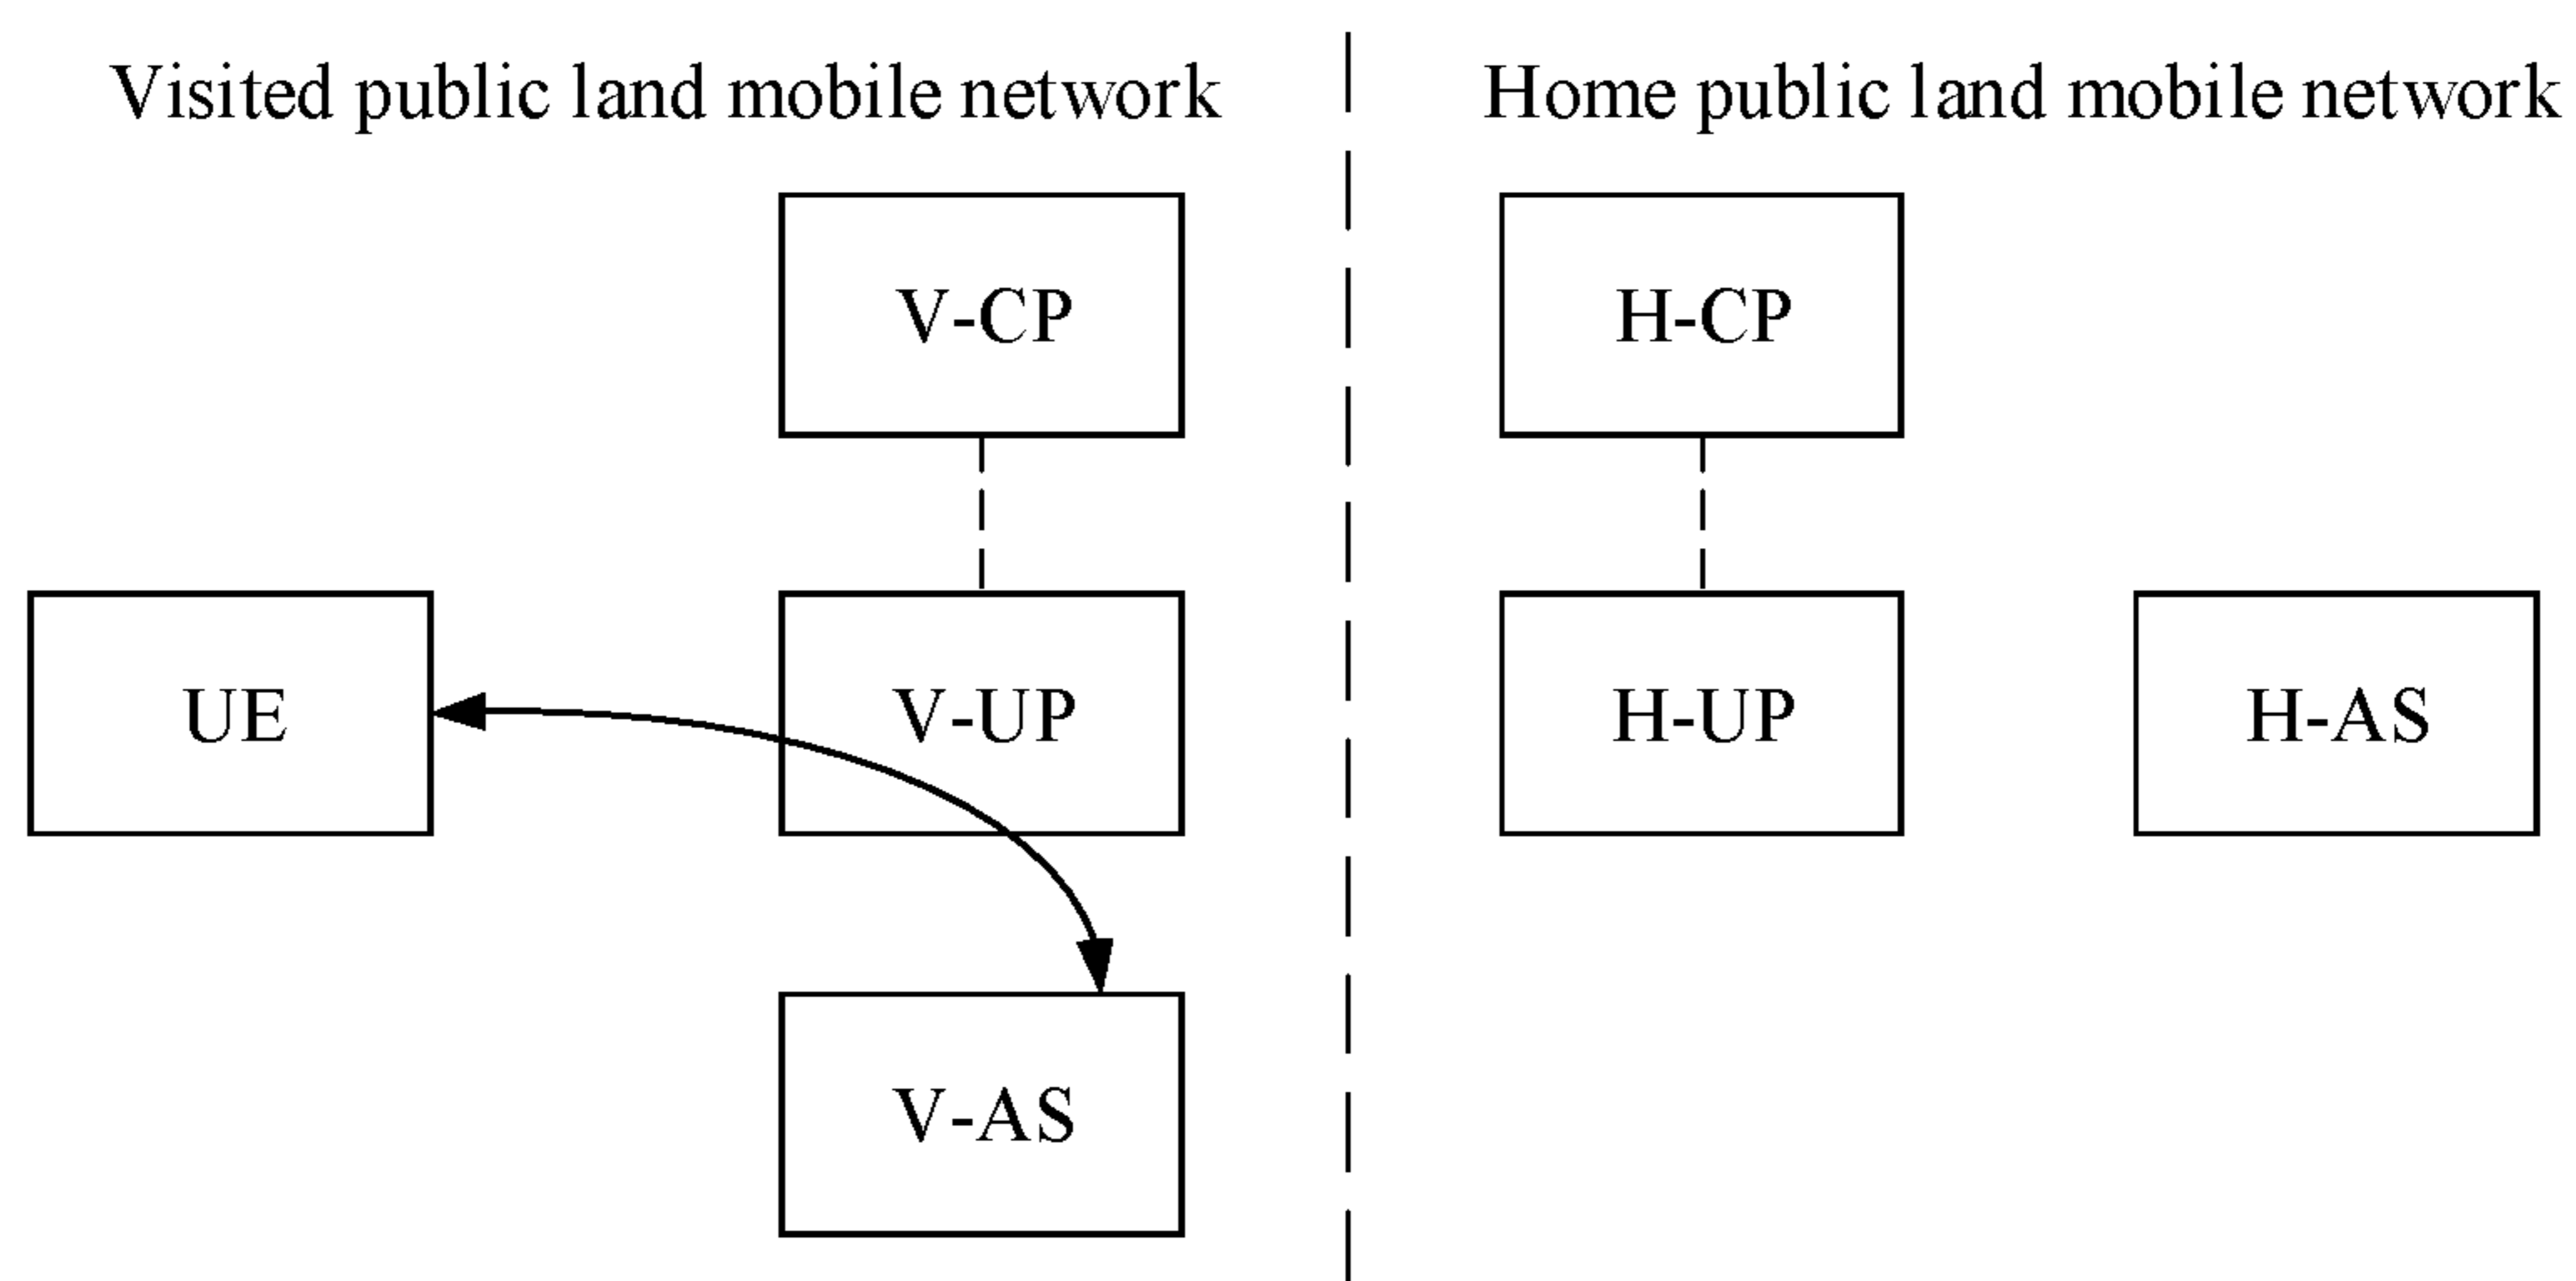 Visited public land mobile network
Home public land mobile network
V-CP
H-CP
UE
V-UP
H-UP
H-AS
V-AS